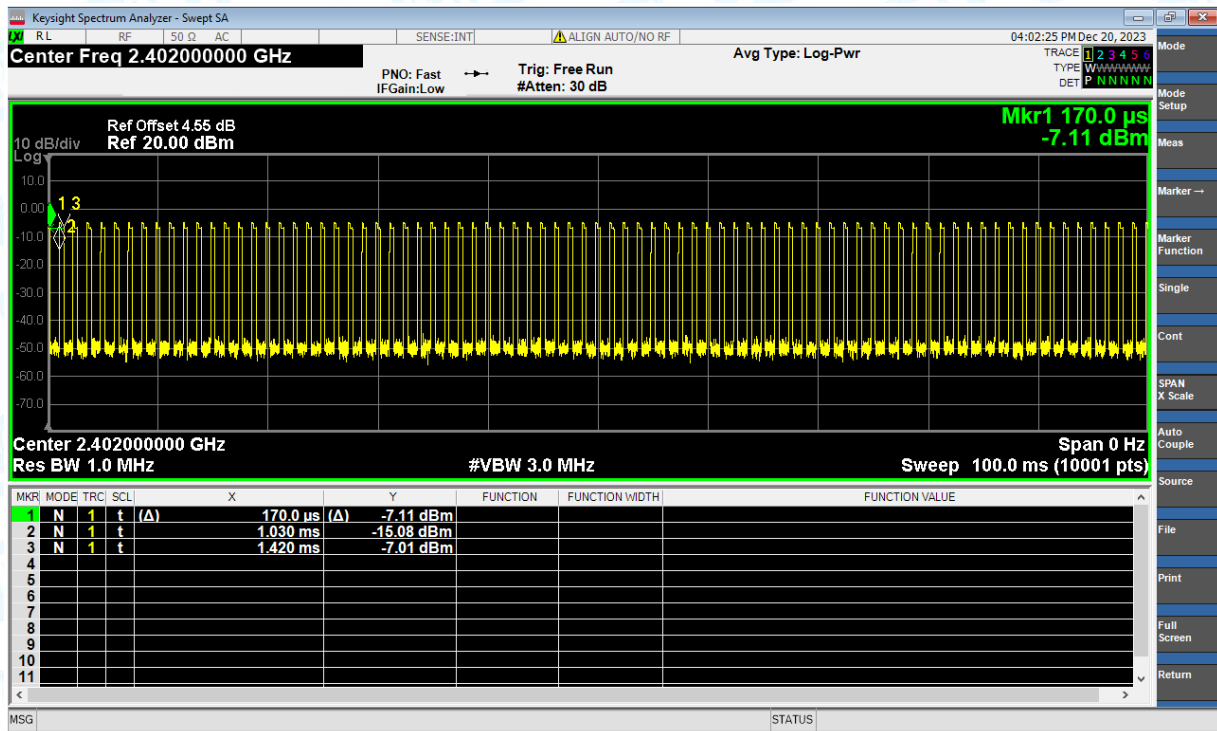 Keysight Spectrum Analyzer - Swept SA
LXI RL RF 50 Ω AC SENSE:INT ALIGN AUTO/NO RF 04:02:25 PM Dec 20, 2023
Center Freq 2.402000000 GHz
Avg Type: Log-Pwr
TRACE 1 2 3 4 5 6
TYPE WWWWWW
DET P N N N N N
PNO: Fast Trig: Free Run
IFGain:Low #Atten: 30 dB
Mkr1 170.0 µs
-7.11 dBm
Ref Offset 4.55 dB
10 dB/div Ref 20.00 dBm
Log
10.0
0.00
-10.0
-20.0
-30.0
-40.0
-50.0
-60.0
-70.0
1 3
2
Center 2.402000000 GHz Span 0 Hz
Res BW 1.0 MHz #VBW 3.0 MHz Sweep 100.0 ms (10001 pts)
MKR MODE TRC SCL X Y FUNCTION FUNCTION WIDTH FUNCTION VALUE
1 N 1 t (Δ) 170.0 µs (Δ) -7.11 dBm
2 N 1 t 1.030 ms -15.08 dBm
3 N 1 t 1.420 ms -7.01 dBm
4
5
6
7
8
9
10
11
MSG STATUS
Mode
Mode
Setup
Meas
Marker →
Marker
Function
Single
Cont
SPAN
X Scale
Auto
Couple
Source
File
Print
Full
Screen
Return